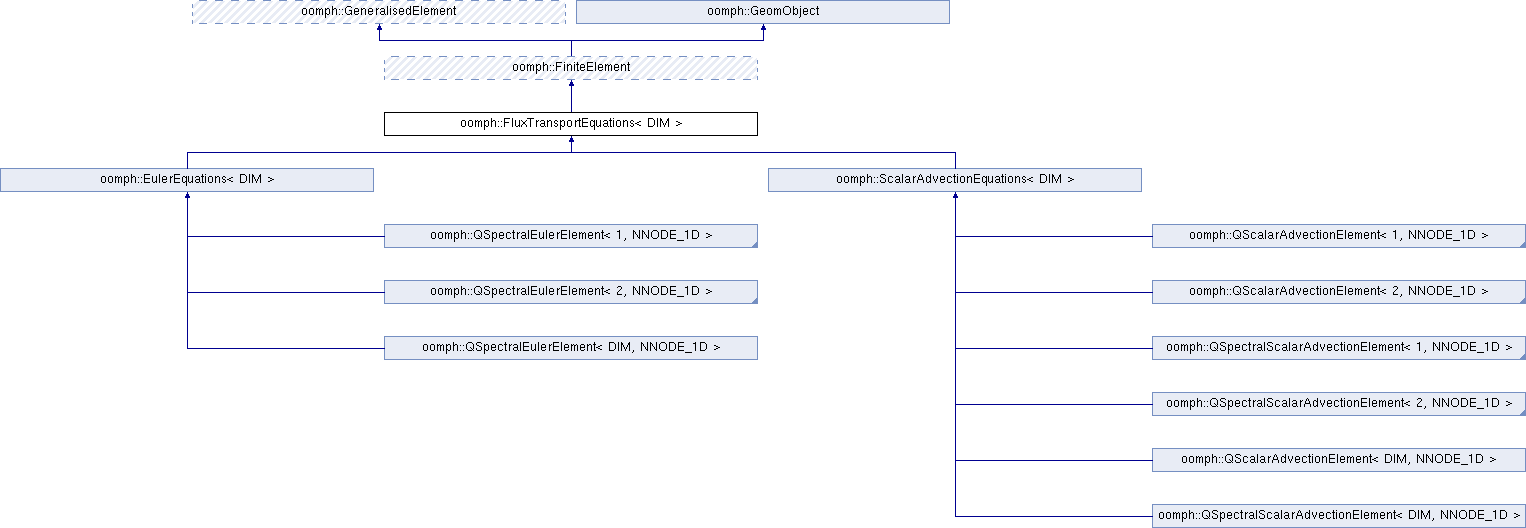 oomph::GeneralisedElement
oomph::GeomObject
oomph::FiniteElement
oomph::FluxTransportEquations< DIM >
oomph::EulerEquations< DIM >
oomph::ScalarAdvectionEquations< DIM >
oomph::QSpectralEulerElement< 1, NNODE_1D >
oomph::QScalarAdvectionElement< 1, NNODE_1D >
oomph::QSpectralEulerElement< 2, NNODE_1D >
oomph::QScalarAdvectionElement< 2, NNODE_1D >
oomph::QSpectralEulerElement< DIM, NNODE_1D >
oomph::QSpectralScalarAdvectionElement< 1, NNODE_1D >
oomph::QSpectralScalarAdvectionElement< 2, NNODE_1D >
oomph::QScalarAdvectionElement< DIM, NNODE_1D >
oomph::QSpectralScalarAdvectionElement< DIM, NNODE_1D >